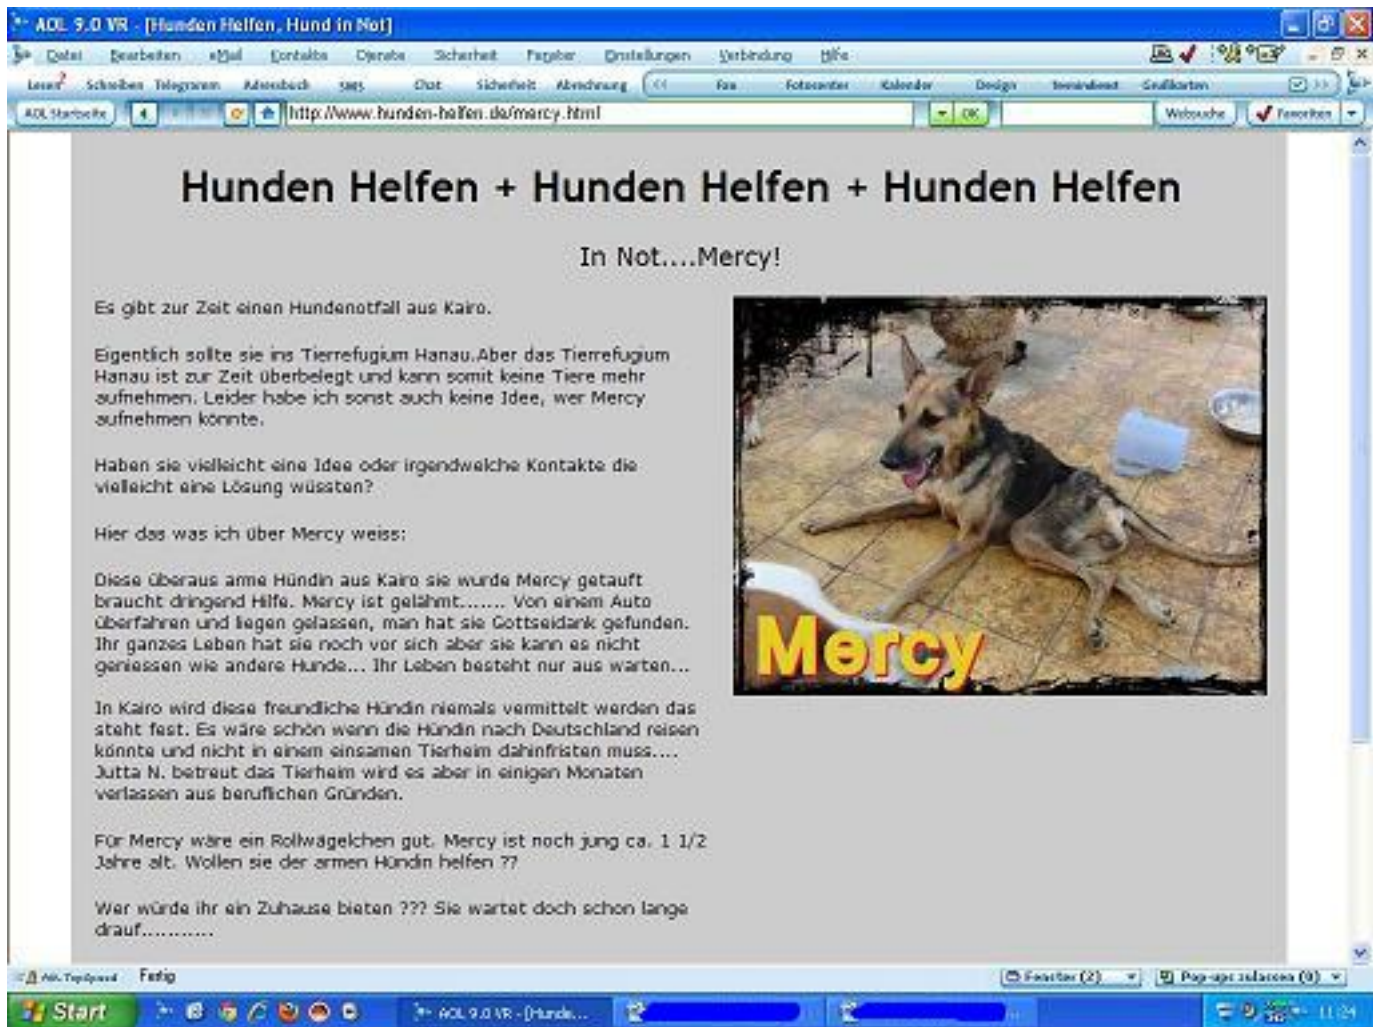 AOL 9.0 VR - [Hunden Helfen, Hund in Not]
Datei Bearbeiten eMail Kontakte Dienste Sicherheit Fenster Einstellungen Verbindung Hilfe
Lesen Schreiben Telegramm Adressbuch SMS Chat Sicherheit Abrechnung Fax Fotocenter Kalender Design Grafikkarten
AOL Startseite http://www.hunden-helfen.de/mercy.html OK Websuche Favoriten
Hunden Helfen + Hunden Helfen + Hunden Helfen
In Not....Mercy!
Es gibt zur Zeit einen Hundenotfall aus Kairo.
Eigentlich sollte sie ins Tierrefugium Hanau.Aber das Tierrefugium
Hanau ist zur Zeit überbelegt und kann somit keine Tiere mehr
aufnehmen. Leider habe ich sonst auch keine Idee, wer Mercy
aufnehmen könnte.
Haben sie vielleicht eine Idee oder irgendwelche Kontakte die
vielleicht eine Lösung wüssten?
Hier das was ich über Mercy weiss:
Diese überaus arme Hündin aus Kairo sie wurde Mercy getauft
braucht dringend Hilfe. Mercy ist gelähmt....... Von einem Auto
überfahren und liegen gelassen, man hat sie Gottseidank gefunden.
Ihr ganzes Leben hat sie noch vor sich aber sie kann es nicht
geniessen wie andere Hunde... Ihr Leben besteht nur aus warten...
In Kairo wird diese freundliche Hündin niemals vermittelt werden das
steht fest. Es wäre schön wenn die Hündin nach Deutschland reisen
könnte und nicht in einem einsamen Tierheim dahinfristen muss....
Jutta N. betreut das Tierheim wird es aber in einigen Monaten
verlassen aus beruflichen Gründen.
Für Mercy wäre ein Rollwägelchen gut. Mercy ist noch jung ca. 1 1/2
Jahre alt. Wollen sie der armen Hündin helfen ??
Wer würde ihr ein Zuhause bieten ??? Sie wartet doch schon lange
drauf...........
Mercy
AOL TopSpeed Fertig Fenster (2) Pop-ups zulassen (0)
Start AOL 9.0 VR - [Hunde... 11:24